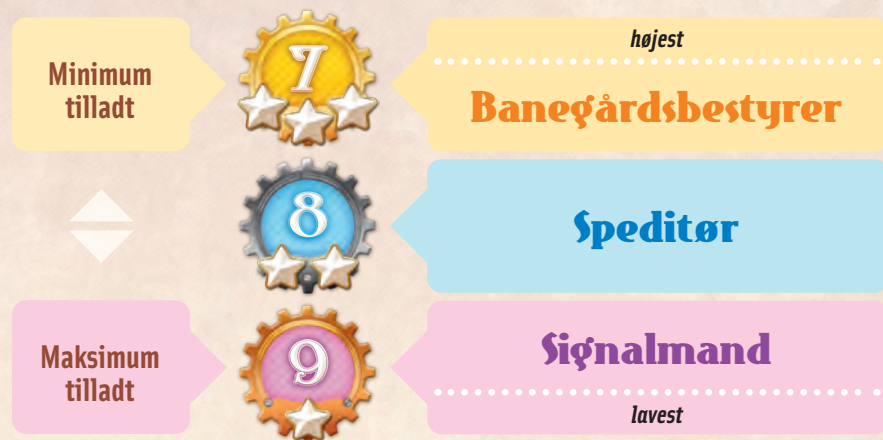 Minimum
tilladt
7
højest
Banegårdsbestyrer
8
Speditør
Maksimum
tilladt
9
Signalmand
lavest